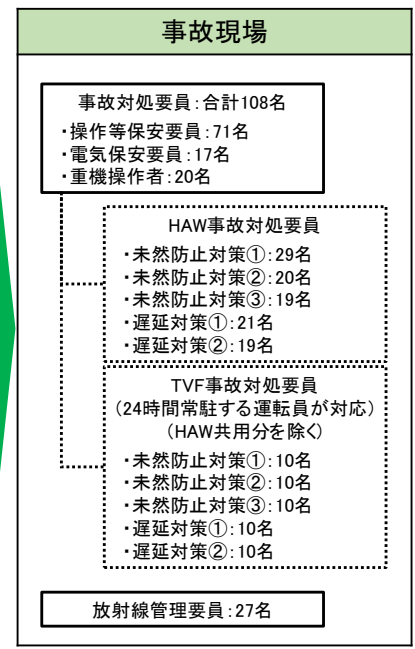 事故現場
事故対処要員:合計108名
・操作等保安要員:71名
・電気保安要員:17名
・重機操作者:20名
HAW事故対処要員
・未然防止対策①:29名
・未然防止対策②:20名
・未然防止対策③:19名
・遅延対策①:21名
・遅延対策②:19名
TVF事故対処要員
(24時間常駐する運転員が対応)
(HAW共用分を除く)
・未然防止対策①:10名
・未然防止対策②:10名
・未然防止対策③:10名
・遅延対策①:10名
・遅延対策②:10名
放射線管理要員:27名